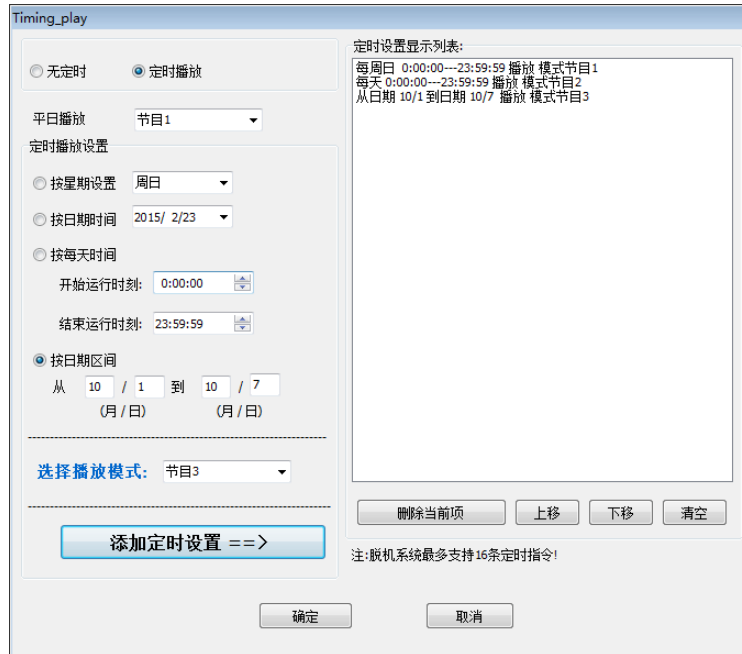 Timing_play
无定时
定时播放
平日播放
节目1
定时播放设置
按星期设置
周日
按日期时间
2015/ 2/23
按每天时间
开始运行时刻:
0:00:00
结束运行时刻:
23:59:59
按日期区间
从 10 / 1 到 10 / 7
(月/日) (月/日)
选择播放模式:
节目3
添加定时设置 ==>
定时设置显示列表:
每周日 0:00:00---23:59:59 播放 模式节目1
每天 0:00:00---23:59:59 播放 模式节目2
从日期 10/1 到日期 10/7 播放 模式节目3
删除当前项
上移
下移
清空
注:脱机系统最多支持16条定时指令!
确定
取消